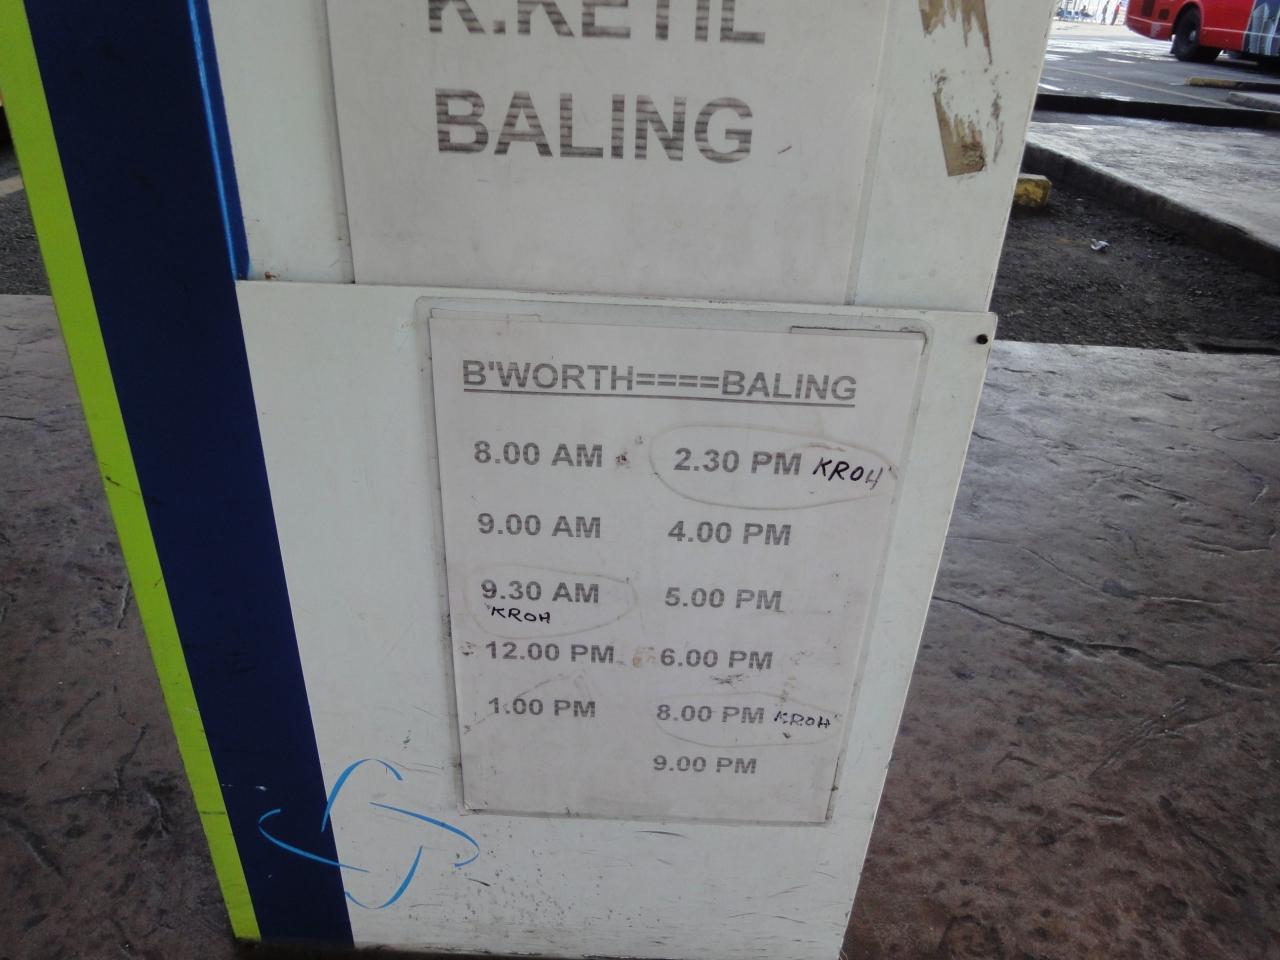 K.KETIL
BALING
B'WORTH====BALING
8.00 AM 2.30 PM KROH
9.00 AM 4.00 PM
9.30 AM 5.00 PM
KROH
12.00 PM 6.00 PM
1.00 PM 8.00 PM KROH
9.00 PM